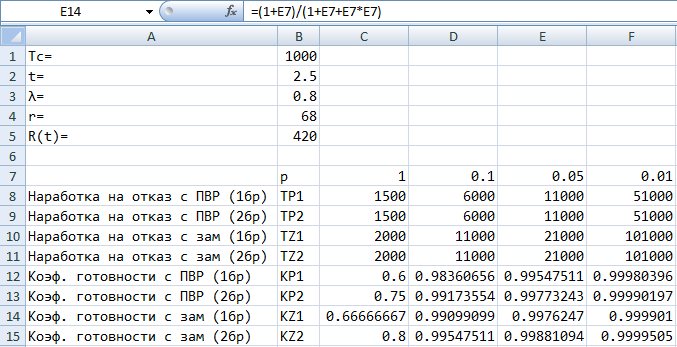 E14 fx =(1+E7)/(1+E7+E7*E7)
A B C D E F
1 Tc= 1000
2 t= 2.5
3 λ= 0.8
4 r= 68
5 R(t)= 420
6
7 p 1 0.1 0.05 0.01
8 Наработка на отказ с ПВР (1бр) TP1 1500 6000 11000 51000
9 Наработка на отказ с ПВР (2бр) TP2 1500 6000 11000 51000
10 Наработка на отказ с зам (1бр) TZ1 2000 11000 21000 101000
11 Наработка на отказ с зам (2бр) TZ2 2000 11000 21000 101000
12 Коэф. готовности с ПВР (1бр) KP1 0.6 0.98360656 0.99547511 0.99980396
13 Коэф. готовности с ПВР (2бр) KP2 0.75 0.99173554 0.99773243 0.99990197
14 Коэф. готовности с зам (1бр) KZ1 0.66666667 0.99099099 0.9976247 0.999901
15 Коэф. готовности с зам (2бр) KZ2 0.8 0.99547511 0.99881094 0.9999505